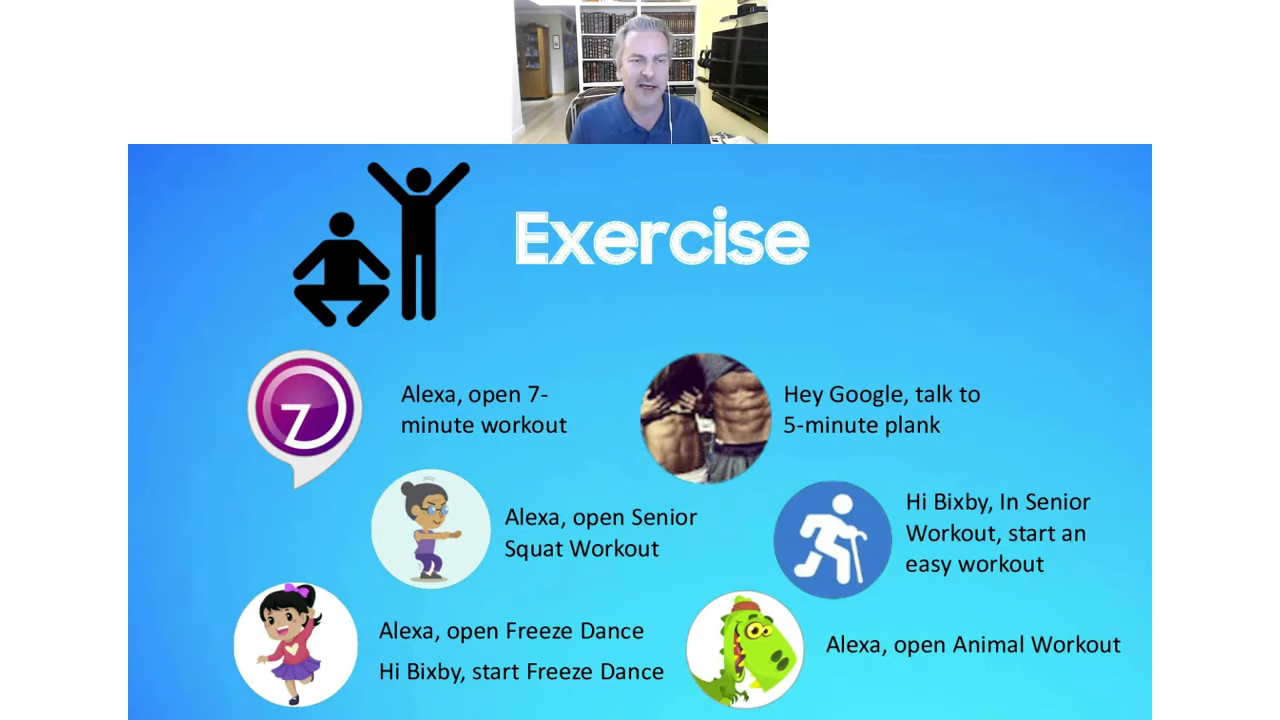 Exercise
7
Alexa, open 7-
minute workout
Hey Google, talk to
5-minute plank
Alexa, open Senior
Squat Workout
Hi Bixby, In Senior
Workout, start an
easy workout
Alexa, open Freeze Dance
Hi Bixby, start Freeze Dance
Alexa, open Animal Workout